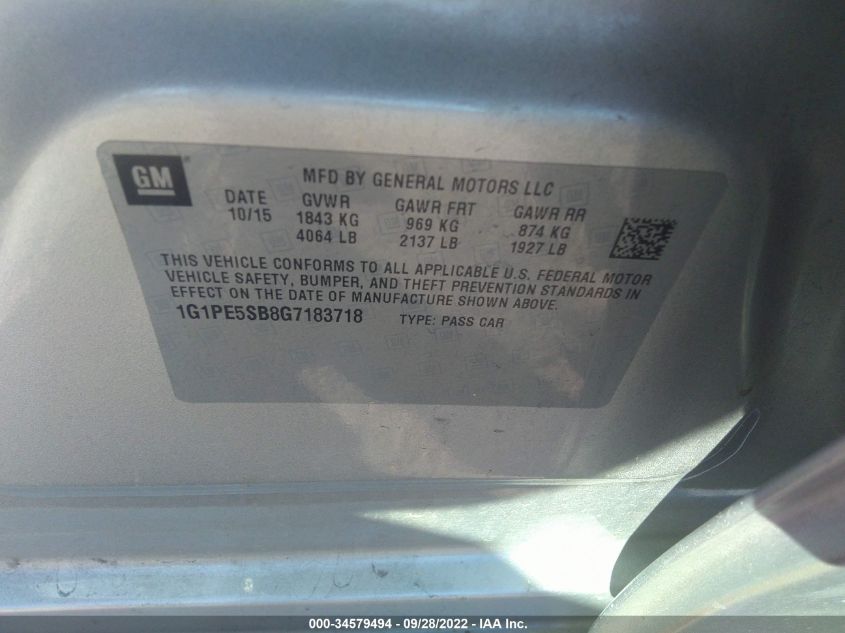 GM
MFD BY GENERAL MOTORS LLC
DATE GVWR GAWR FRT GAWR RR
10/15 1843 KG 969 KG 874 KG
4064 LB 2137 LB 1927 LB
THIS VEHICLE CONFORMS TO ALL APPLICABLE U.S. FEDERAL MOTOR
VEHICLE SAFETY, BUMPER, AND THEFT PREVENTION STANDARDS IN
EFFECT ON THE DATE OF MANUFACTURE SHOWN ABOVE.
1G1PE5SB8G7183718 TYPE: PASS CAR
000-34579494 - 09/28/2022 - IAA Inc.